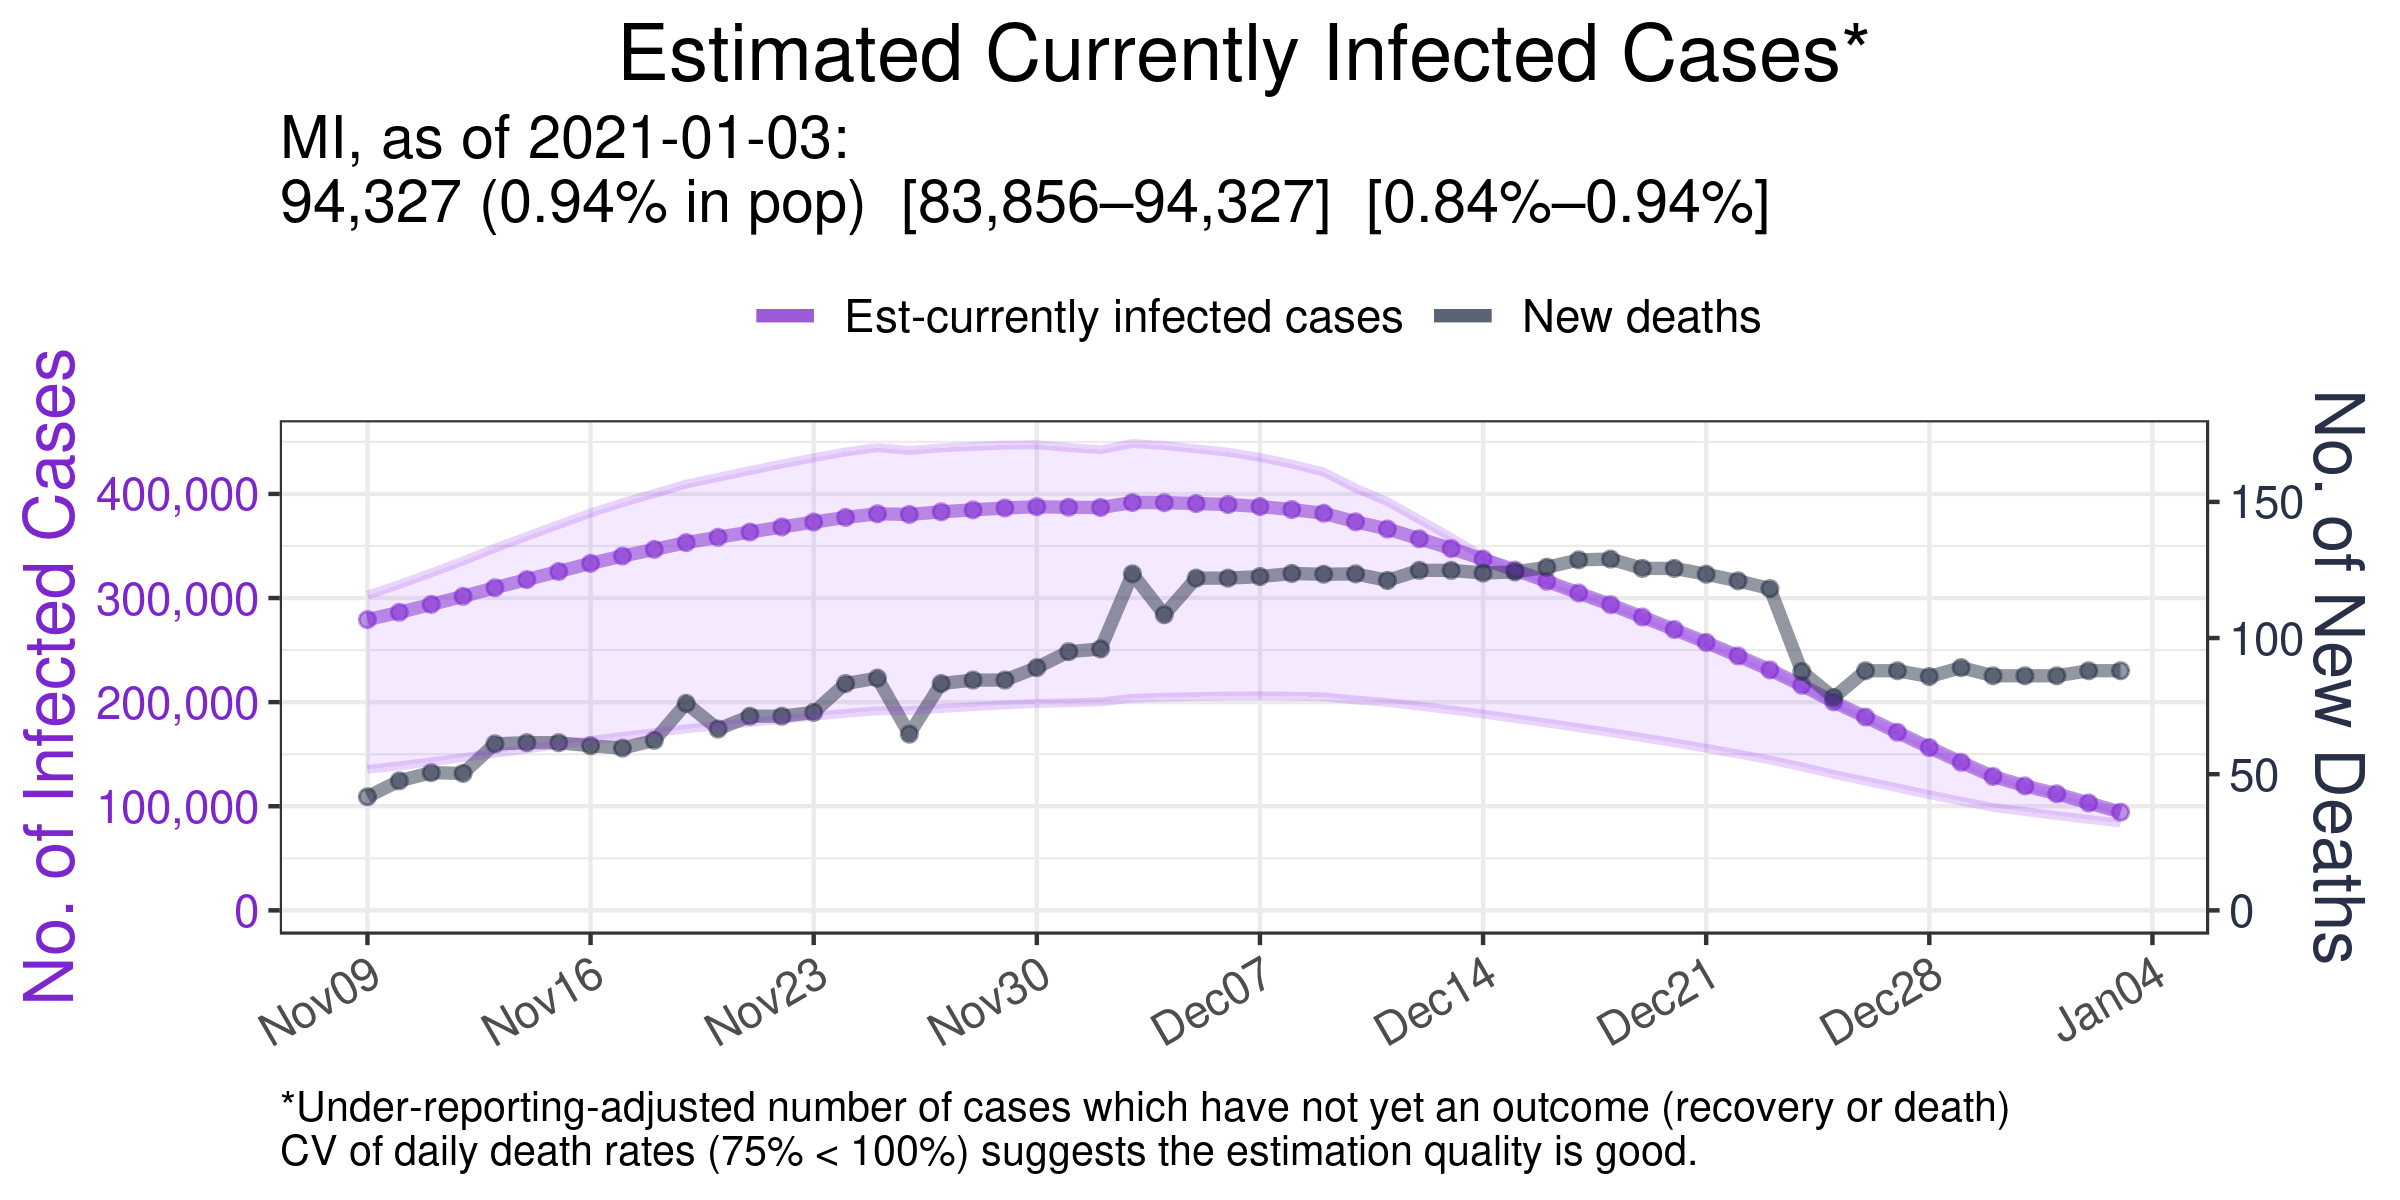 Estimated Currently Infected Cases*
MI, as of 2021-01-03:
94,327 (0.94% in pop)  [83,856–94,327]  [0.84%–0.94%]
Est-currently infected cases
New deaths
No. of Infected Cases
400,000
300,000
200,000
100,000
0
150
100
50
0
No. of New Deaths
Nov09
Nov16
Nov23
Nov30
Dec07
Dec14
Dec21
Dec28
Jan04
*Under-reporting-adjusted number of cases which have not yet an outcome (recovery or death)
CV of daily death rates (75% < 100%) suggests the estimation quality is good.